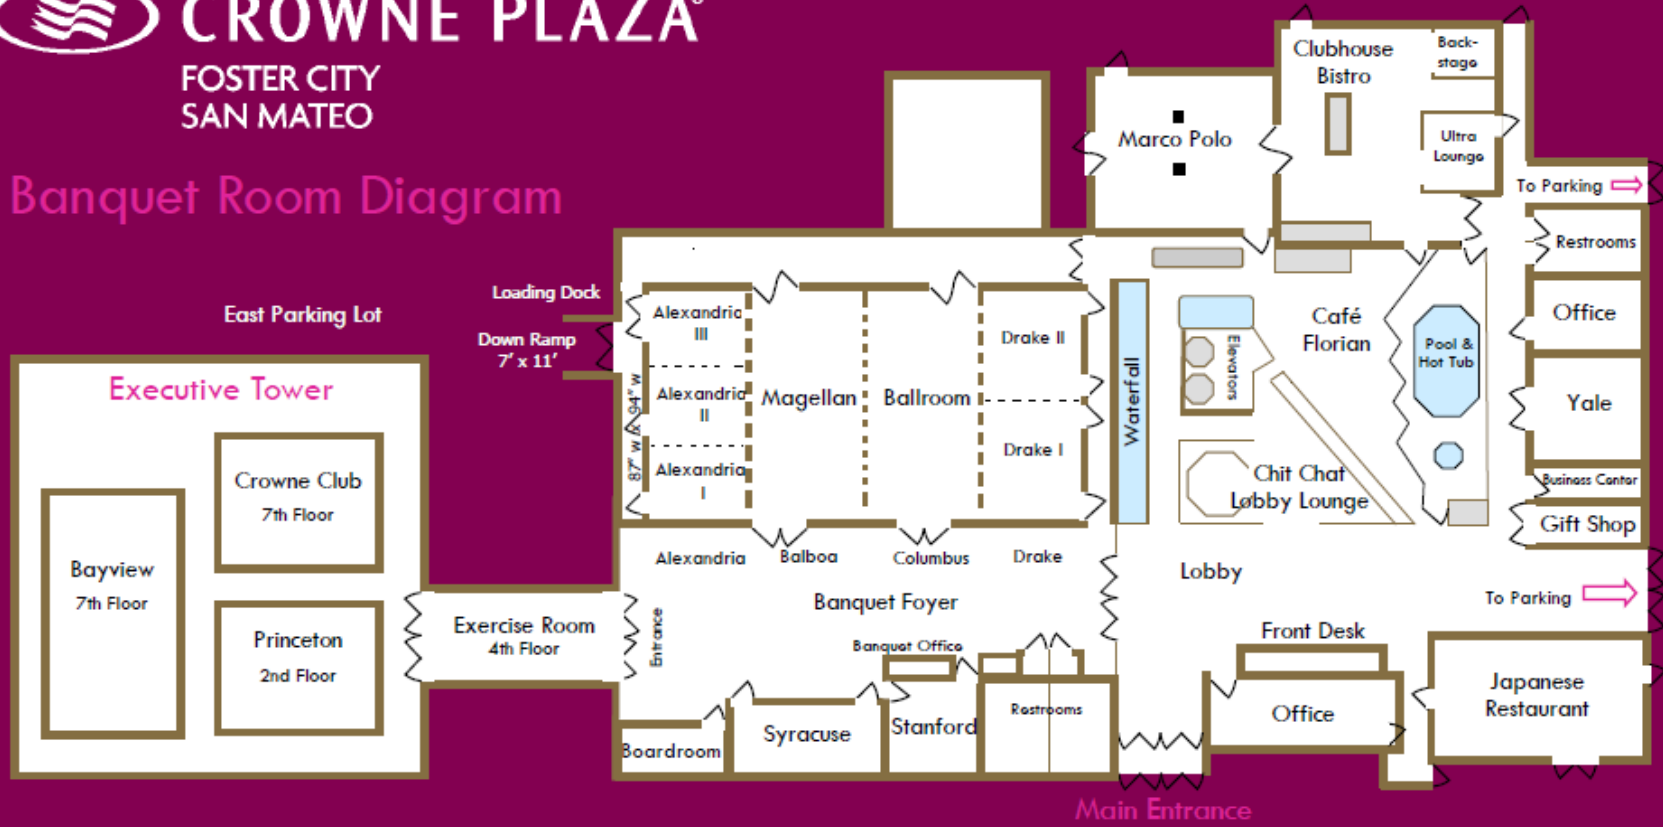 CROWNE PLAZA®
FOSTER CITY
SAN MATEO
Banquet Room Diagram
Clubhouse
Bistro
Back-
stage
Ultra
Lounge
Marco Polo
To Parking
Restrooms
Loading Dock
East Parking Lot
Down Ramp
7' x 11'
Alexandria
III
Alexandria
II
Alexandria
I
87" W x 94" W
Magellan
Ballroom
Drake II
Drake I
Waterfall
Elevators
Café
Florian
Pool &
Hot Tub
Office
Yale
Business Center
Gift Shop
Chit Chat
Lobby Lounge
Executive Tower
Crowne Club
7th Floor
Bayview
7th Floor
Princeton
2nd Floor
Exercise Room
4th Floor
Entrance
Alexandria
Balboa
Columbus
Drake
Banquet Foyer
Banquet Office
Lobby
To Parking
Front Desk
Office
Japanese
Restaurant
Boardroom
Syracuse
Stanford
Restrooms
Main Entrance